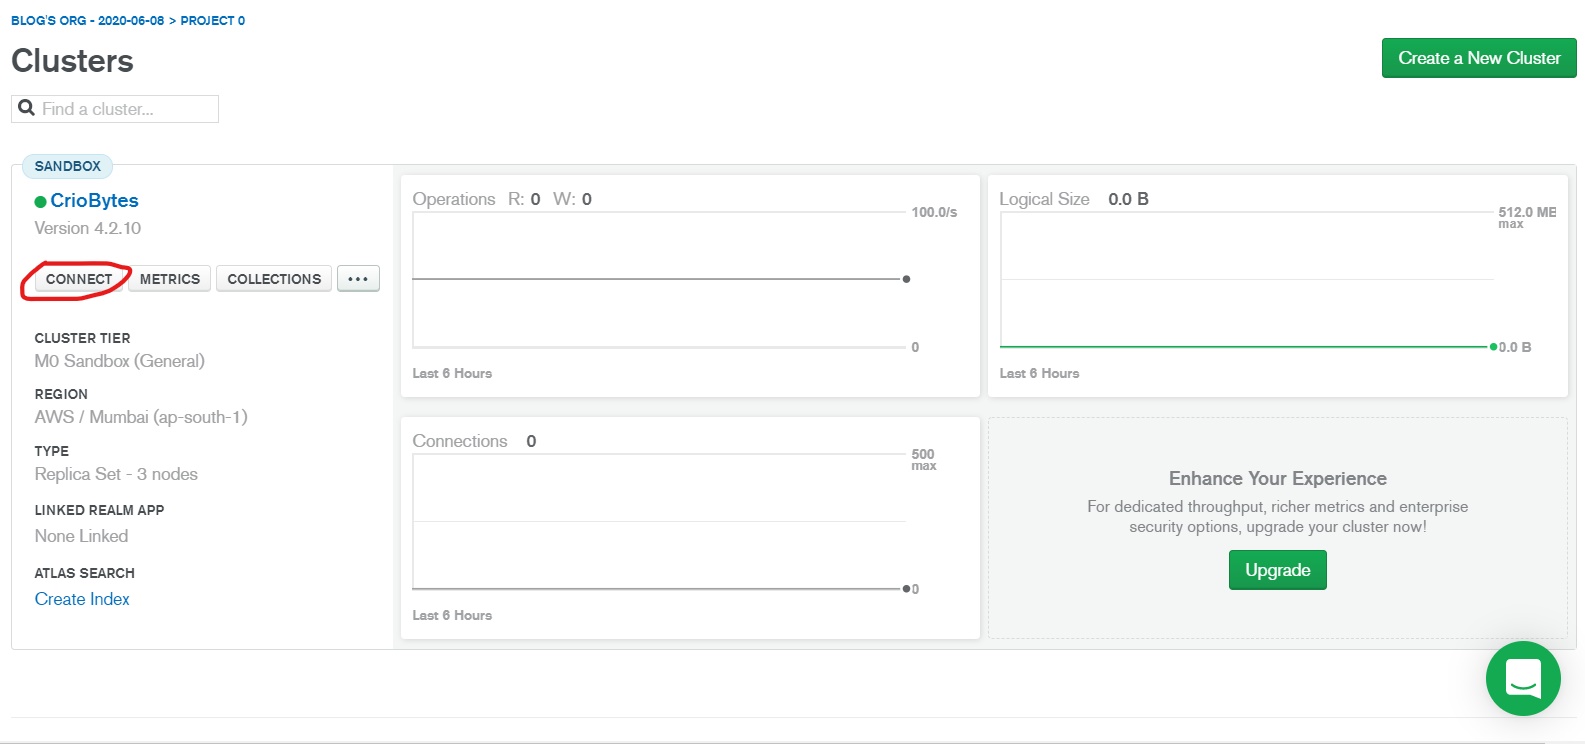 BLOG'S ORG - 2020-06-08 > PROJECT 0
Clusters
Create a New Cluster
Find a cluster...
SANDBOX
CrioBytes
Version 4.2.10
CONNECT METRICS COLLECTIONS ...
CLUSTER TIER
M0 Sandbox (General)
REGION
AWS / Mumbai (ap-south-1)
TYPE
Replica Set - 3 nodes
LINKED REALM APP
None Linked
ATLAS SEARCH
Create Index
Operations R: 0 W: 0
100.0/s
0
Last 6 Hours
Logical Size 0.0 B
512.0 MB
max
0.0 B
Last 6 Hours
Connections 0
500
max
0
Last 6 Hours
Enhance Your Experience
For dedicated throughput, richer metrics and enterprise
security options, upgrade your cluster now!
Upgrade